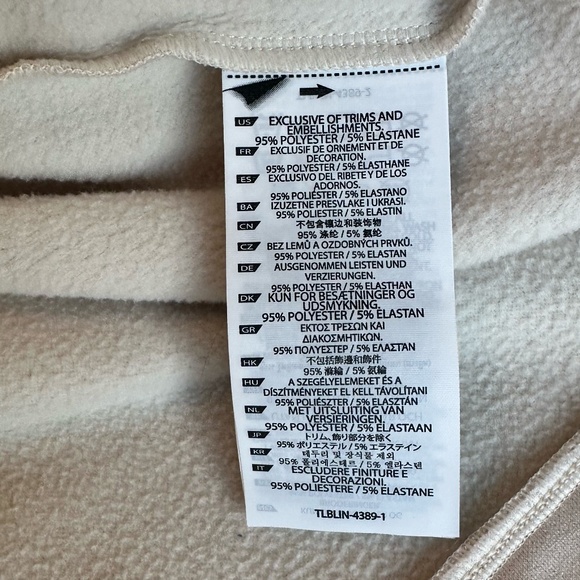 US EXCLUSIVE OF TRIMS AND
EMBELLISHMENTS.
95% POLYESTER / 5% ELASTANE
FR EXCLUSIF DE ORNEMENT ET DE
DECORATION.
95% POLYESTER / 5% ELASTHANE
ES EXCLUSIVO DEL RIBETE Y DE LOS
ADORNOS.
95% POLIÉSTER / 5% ELASTANO
BA IZUZETNE PRESVLAKE I UKRASI.
95% POLIESTER / 5% ELASTIN
CN 不包含镶边和装饰物
95% 涤纶 / 5% 氨纶
CZ BEZ LEMŮ A OZDOBNÝCH PRVKŮ.
95% POLYESTER / 5% ELASTAN
DE AUSGENOMMEN LEISTEN UND
VERZIERUNGEN.
95% POLYESTER / 5% ELASTHAN
DK KUN FOR BESÆTNINGER OG
UDSMYKNING.
95% POLYESTER / 5% ELASTAN
GR ΕΚΤΟΣ ΤΡΕΣΩΝ ΚΑΙ
ΔΙΑΚΟΣΜΗΤΙΚΩΝ.
95% ΠΟΛΥΕΣΤΕΡ / 5% ΕΛΑΣΤΑΝ
HK 不包括飾邊和飾件
95% 滌綸 / 5% 氨綸
HU A SZEGÉLYELEMEKET ÉS A
DÍSZÍTMÉNYEKET EL KELL TÁVOLÍTANI
95% POLIÉSZTER / 5% ELASZTÁN
NL MET UITSLUITING VAN
VERSIERINGEN.
95% POLYESTER / 5% ELASTAAN
JP トリム、飾り部分を除く
95% ポリエステル / 5% エラステイン
KR 테두리 및 장식물 제외
95% 폴리에스테르 / 5% 엘라스텐
IT ESCLUDERE FINITURE E
DECORAZIONI.
95% POLIESTERE / 5% ELASTANE
TLBLIN-4389-1